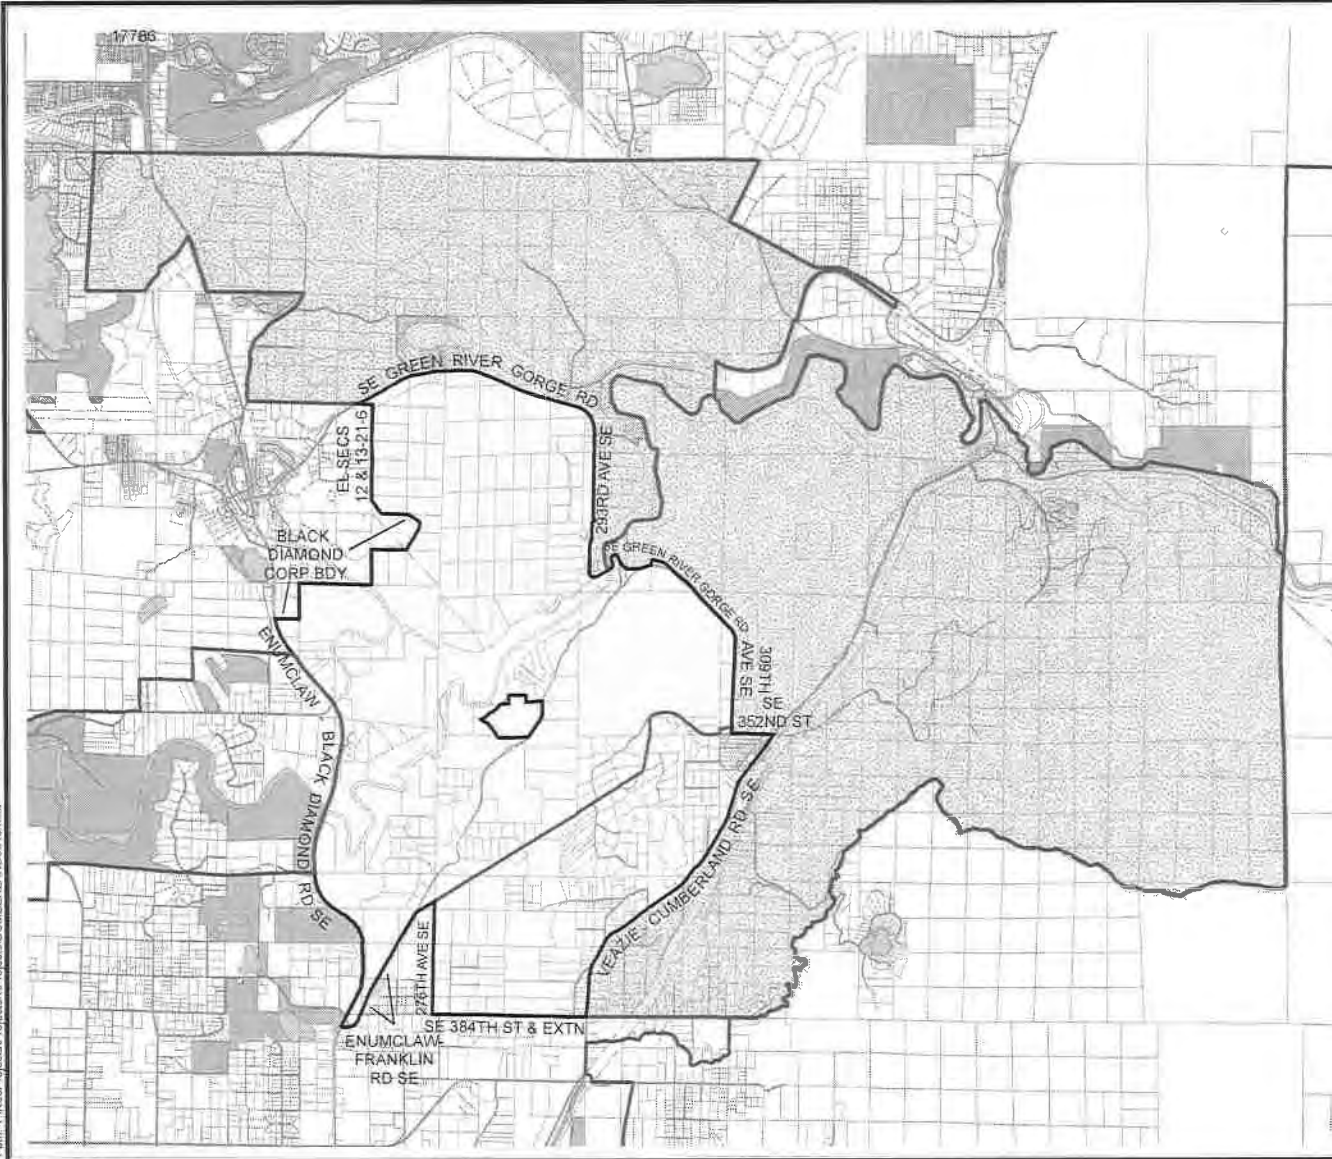 17786
SE GREEN RIVER GORGE RD
EL SECS
12 & 13-21-6
293RD AVE SE
BLACK
DIAMOND
CORP BDY
SE GREEN RIVER GORGE RD
309TH
AVE SE
SE
352ND ST
ENUMCLAW - BLACK DIAMOND RD SE
VEAZIE - CUMBERLAND RD SE
276TH AVE SE
SE 384TH ST & EXTN
ENUMCLAW-
FRANKLIN
RD SE